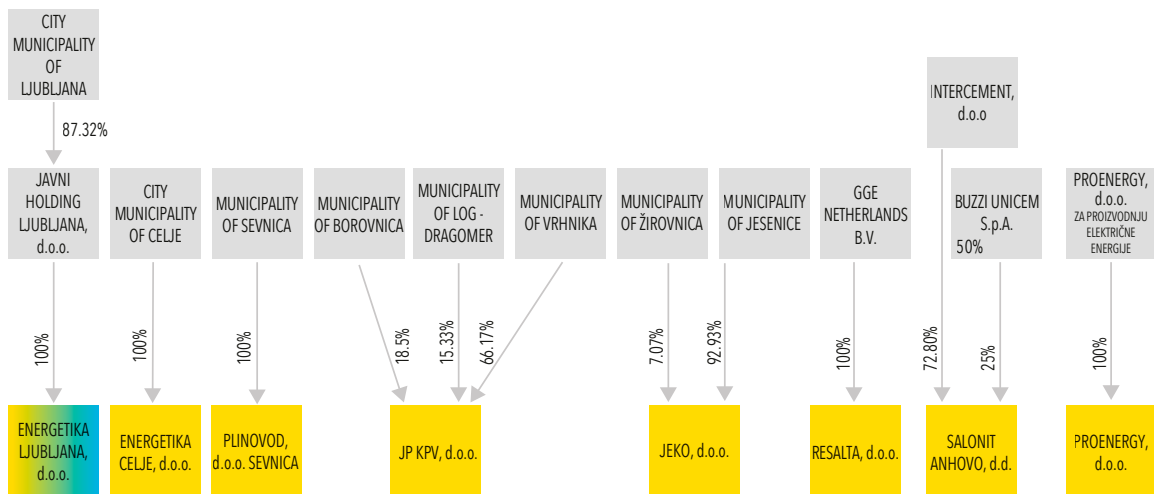 CITY
MUNICIPALITY
OF
LJUBLJANA
87.32%
INTERCEMENT,
d.o.o
JAVNI
HOLDING
LJUBLJANA,
d.o.o.
CITY
MUNICIPALITY
OF CELJE
MUNICIPALITY
OF SEVNICA
MUNICIPALITY
OF BOROVNICA
MUNICIPALITY
OF LOG -
DRAGOMER
MUNICIPALITY
OF VRHNIKA
MUNICIPALITY
OF ŽIROVNICA
MUNICIPALITY
OF JESENICE
GGE
NETHERLANDS
B.V.
BUZZI UNICEM
S.p.A.
50%
PROENERGY,
d.o.o.
ZA PROIZVODNJU
ELEKTRIČNE
ENERGIJE
100%
100%
100%
18.5%
15.33%
66.17%
7.07%
92.93%
100%
72.80%
25%
100%
ENERGETIKA
LJUBLJANA,
d.o.o.
ENERGETIKA
CELJE, d.o.o.
PLINOVOD,
d.o.o. SEVNICA
JP KPV, d.o.o.
JEKO, d.o.o.
RESALTA, d.o.o.
SALONIT
ANHOVO, d.d.
PROENERGY,
d.o.o.